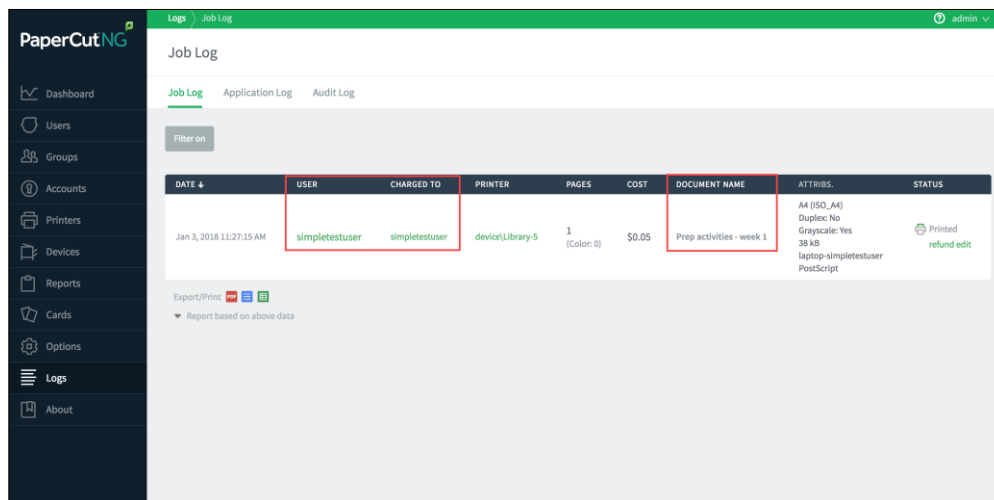 PaperCutNG
Logs Job Log
admin
Job Log
Job Log Application Log Audit Log
Filter on
Dashboard
Users
Groups
Accounts
Printers
Devices
Reports
Cards
Options
Logs
About
DATE USER CHARGED TO PRINTER PAGES COST DOCUMENT NAME ATTRIBS. STATUS
Jan 3, 2018 11:27:15 AM
simpletestuser
simpletestuser
device\Library-5
1
(Color: 0)
$0.05
Prep activities - week 1
A4 (ISO_A4)
Duplex: No
Grayscale: Yes
38 kB
laptop-simpletestuser
PostScript
Printed
refund edit
Export/Print PDF
Report based on above data